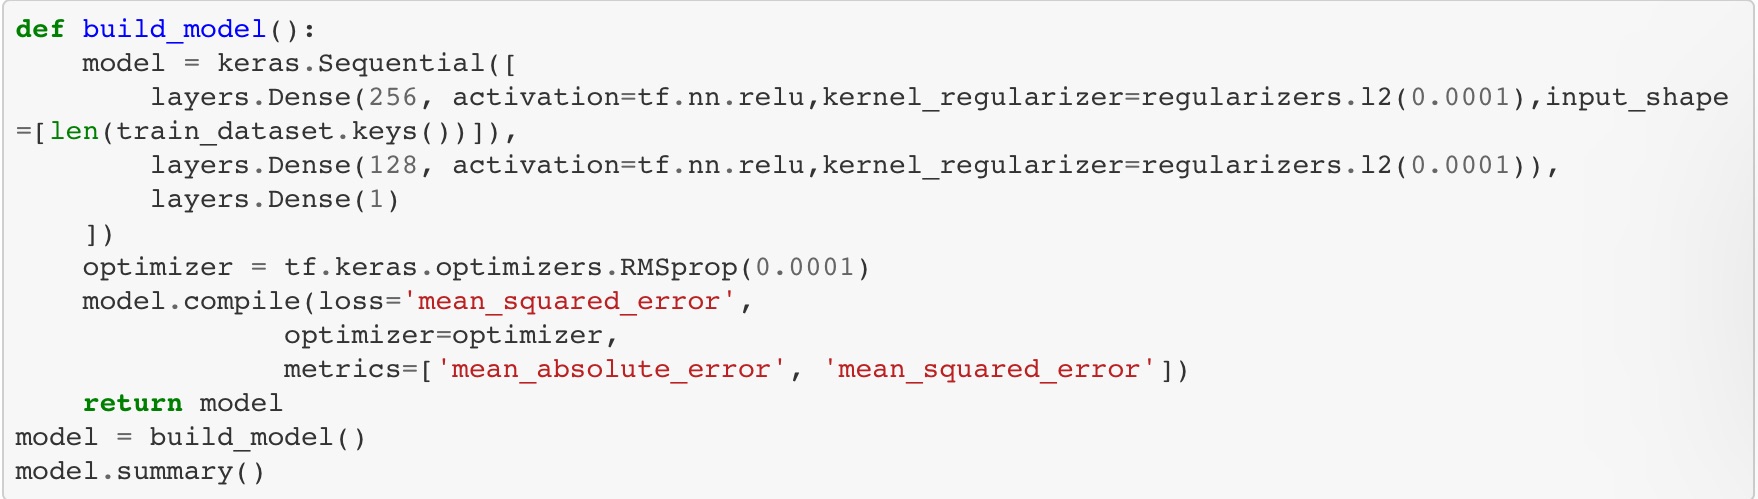 def build_model():
    model = keras.Sequential([
        layers.Dense(256, activation=tf.nn.relu,kernel_regularizer=regularizers.l2(0.0001),input_shape
=[len(train_dataset.keys())]),
        layers.Dense(128, activation=tf.nn.relu,kernel_regularizer=regularizers.l2(0.0001)),
        layers.Dense(1)
    ])
    optimizer = tf.keras.optimizers.RMSprop(0.0001)
    model.compile(loss='mean_squared_error',
                optimizer=optimizer,
                metrics=['mean_absolute_error', 'mean_squared_error'])
    return model
model = build_model()
model.summary()